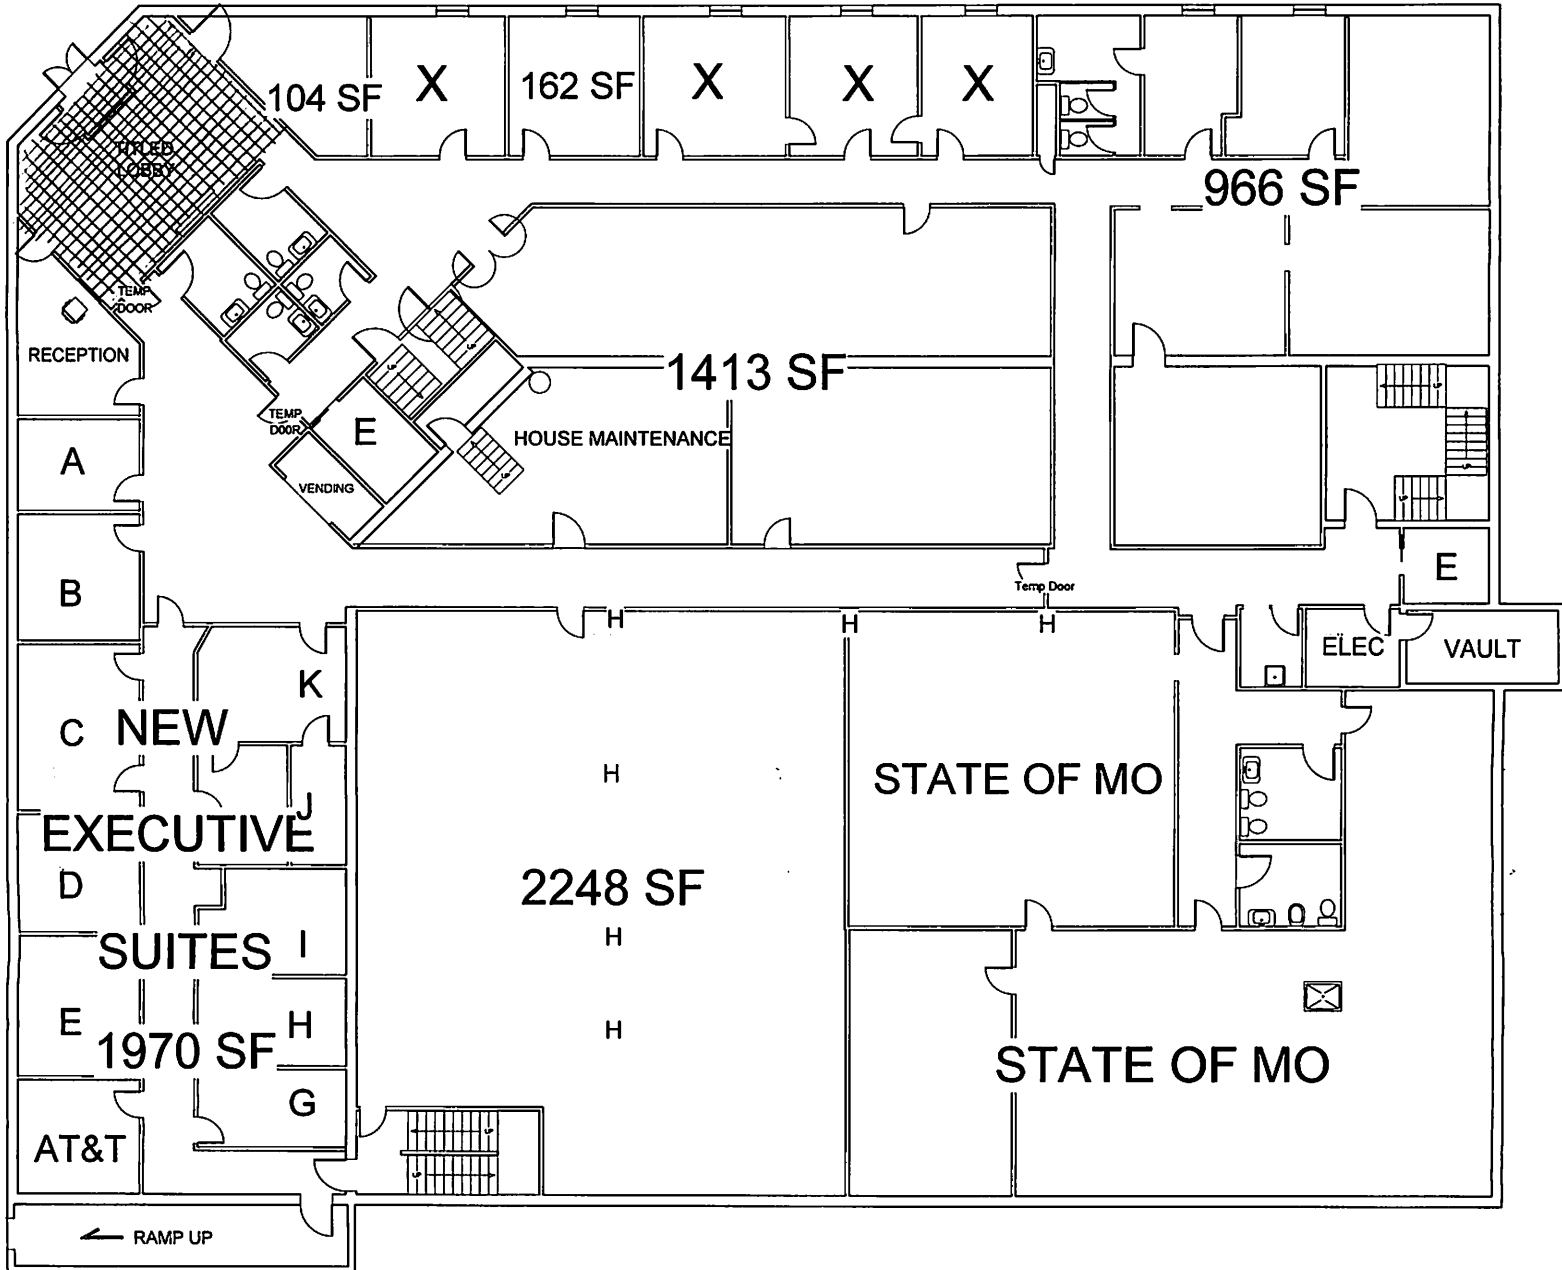 104 SF
X
162 SF
X
X
X
TITLED
LOBBY
966 SF
TEMP
DOOR
RECEPTION
1413 SF
TEMP
DOOR
E
HOUSE MAINTENANCE
A
VENDING
B
Temp Door
E
H
H
H
ELEC
VAULT
K
C
NEW
H
STATE OF MO
J
EXECUTIVE
D
2248 SF
SUITES
I
H
E
H
1970 SF
H
STATE OF MO
G
AT&T
RAMP UP